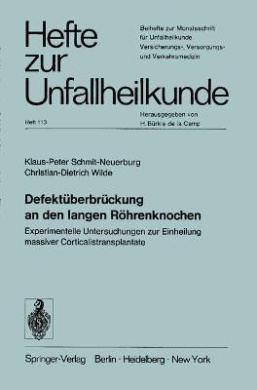 Hefte
zur
Unfallheilkunde
Beihefte zur Monatsschrift
für Unfallheilkunde
Versicherungs-, Versorgungs-
und Verkehrsmedizin
Herausgegeben von
H. Bürkle de la Camp
Heft 113
Klaus-Peter Schmit-Neuerburg
Christian-Dietrich Wilde
Defektüberbrückung
an den langen Röhrenknochen
Experimentelle Untersuchungen zur Einheilung
massiver Corticalistransplantate
Springer-Verlag Berlin · Heidelberg · New York